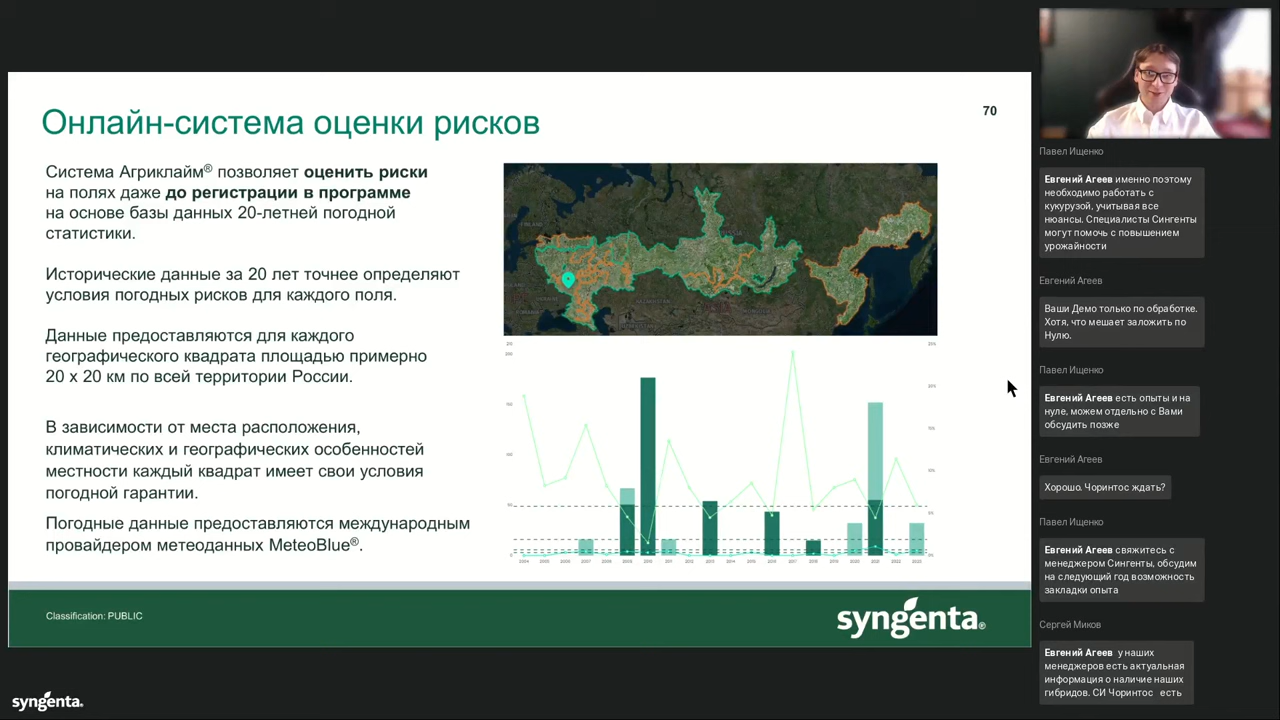 Онлайн-система оценки рисков
70
Система Агриклайм® позволяет оценить риски
на полях даже до регистрации в программе
на основе базы данных 20-летней погодной
статистики.
Исторические данные за 20 лет точнее определяют
условия погодных рисков для каждого поля.
Данные предоставляются для каждого
географического квадрата площадью примерно
20 х 20 км по всей территории России.
В зависимости от места расположения,
климатических и географических особенностей
местности каждый квадрат имеет свои условия
погодной гарантии.
Погодные данные предоставляются международным
провайдером метеоданных MeteoBlue®.
Classification: PUBLIC
syngenta®
syngenta.
Павел Ищенко
Евгений Агеев именно поэтому
необходимо работать с
кукурузой, учитывая все
нюансы. Специалисты Сингенты
могут помочь с повышением
урожайности
Евгений Агеев
Ваши Демо только по обработке.
Хотя, что мешает заложить по
Нулю.
Павел Ищенко
Евгений Агеев есть опыты и на
нуле, можем отдельно с Вами
обсудить позже
Евгений Агеев
Хорошо. Чоринтос ждать?
Павел Ищенко
Евгений Агеев свяжитесь с
менеджером Сингенты, обсудим
на следующий год возможность
закладки опыта
Сергей Миков
Евгений Агеев у наших
менеджеров есть актуальная
информация о наличие наших
гибридов. СИ Чоринтос есть